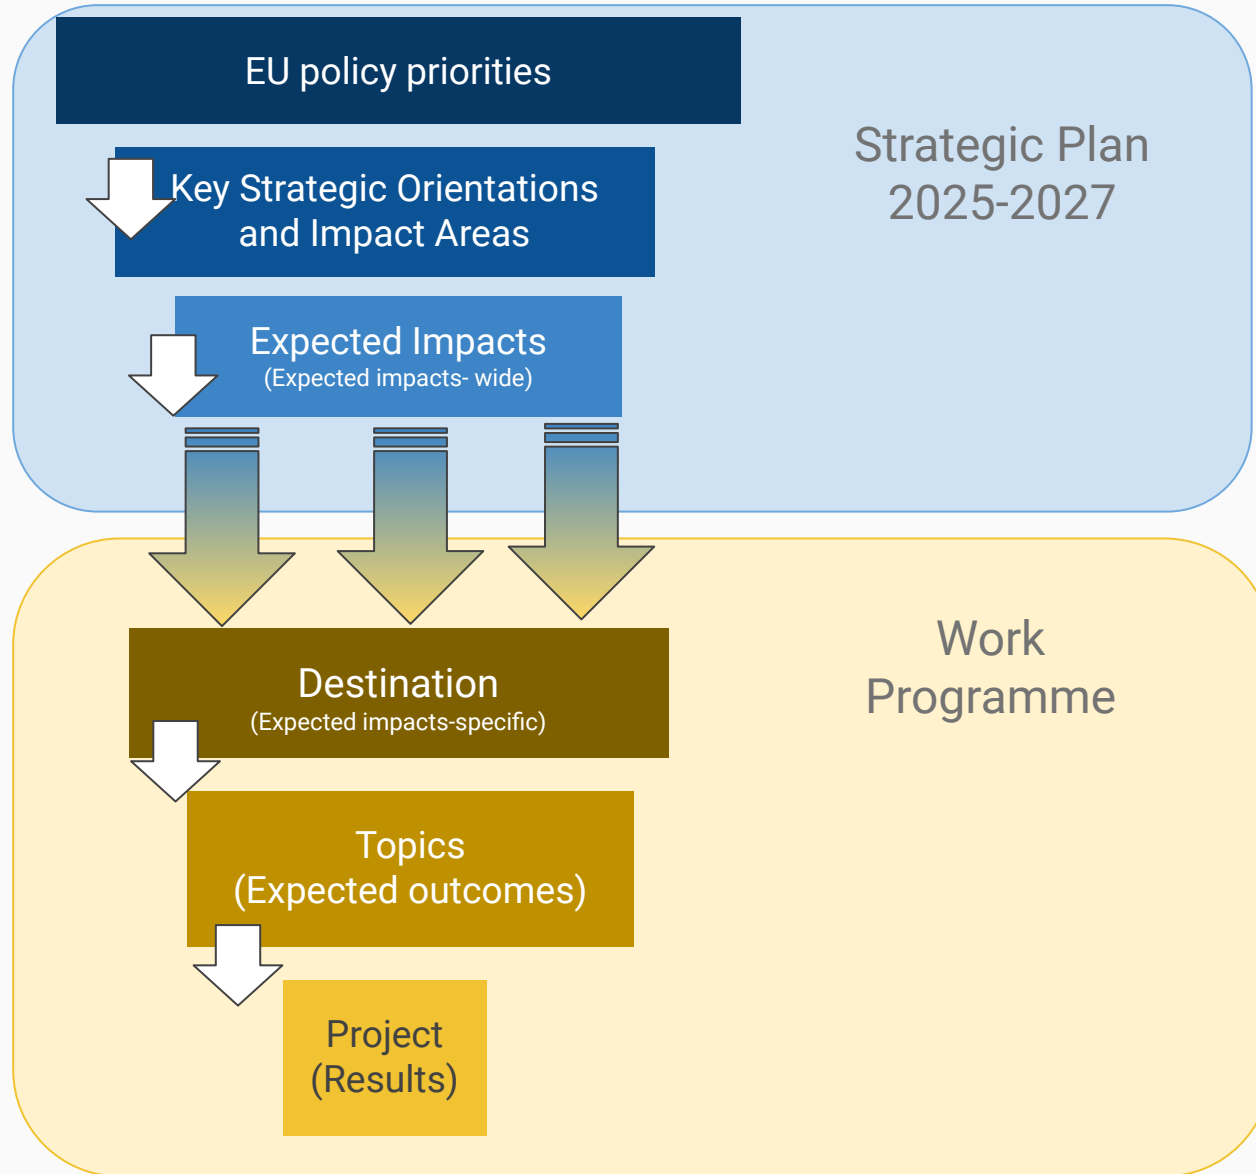 EU policy priorities
Strategic Plan
2025-2027
Key Strategic Orientations
and Impact Areas
Expected Impacts
(Expected impacts- wide)
Destination
(Expected impacts-specific)
Work
Programme
Topics
(Expected outcomes)
Project
(Results)